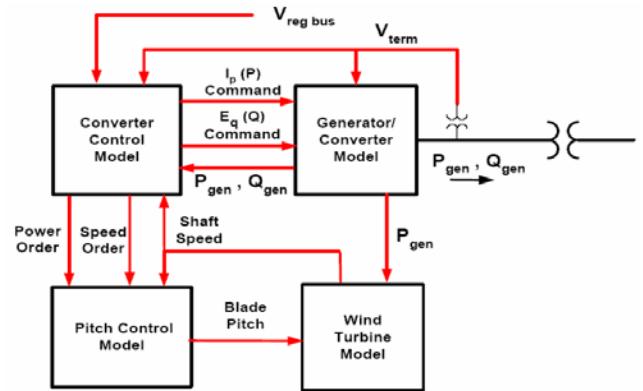 V reg bus
V term
I p (P)
Command
E q (Q)
Command
P gen , Q gen
Converter
Control
Model
Generator/
Converter
Model
P gen , Q gen
Power
Order
Speed
Order
Shaft
Speed
P gen
Pitch Control
Model
Blade
Pitch
Wind
Turbine
Model